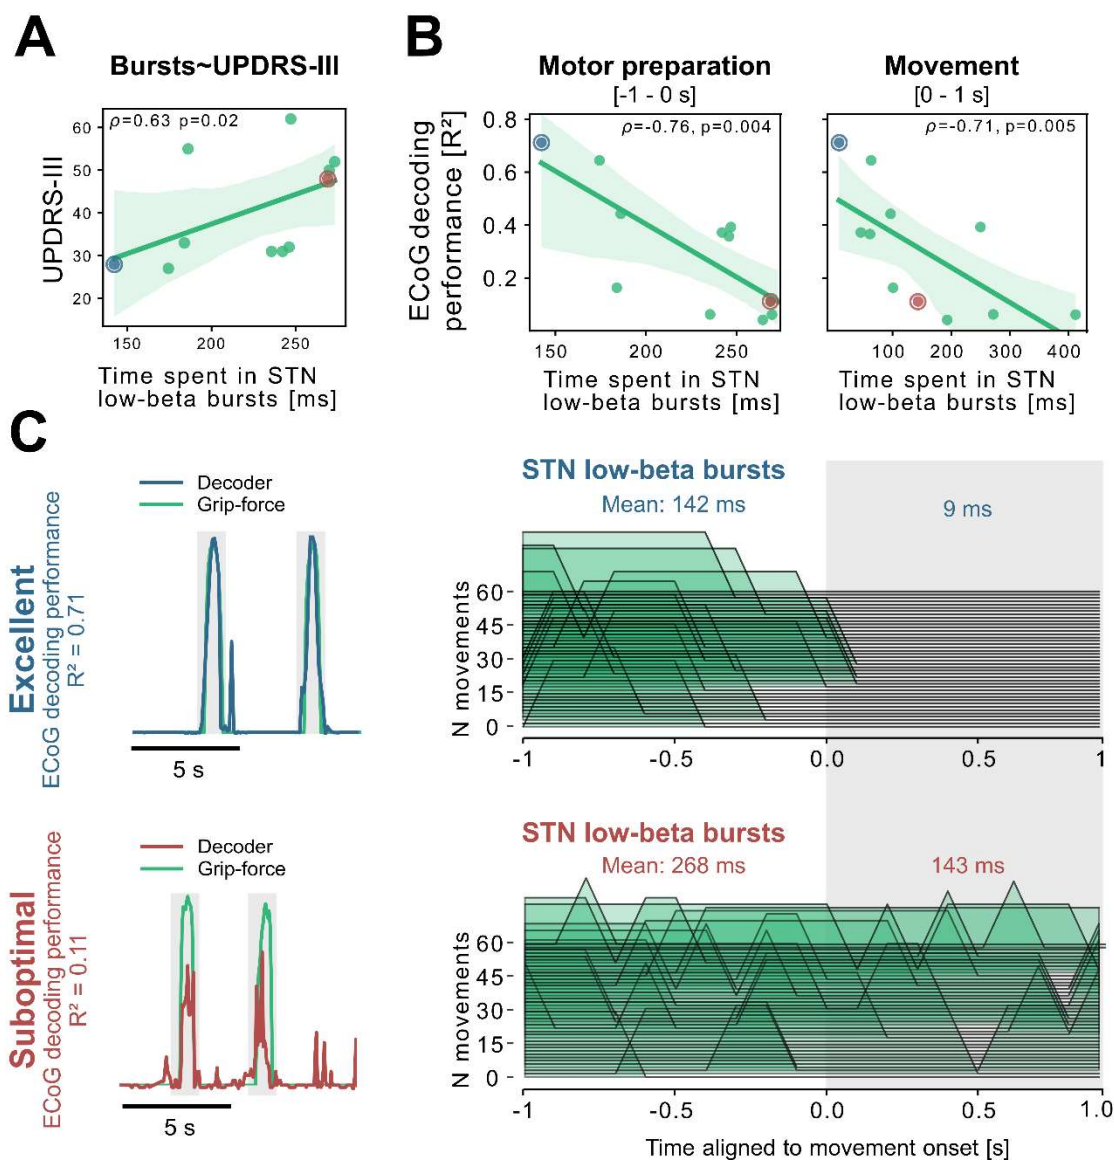 A
Bursts~UPDRS-III
ρ=0.63 p=0.02
UPDRS-III
60
50
40
30
20
150
200
250
Time spent in STN
low-beta bursts [ms]
B
Motor preparation
[-1 - 0 s]
ρ=-0.76, p=0.004
ECoG decoding
performance [R²]
0.8
0.6
0.4
0.2
150
200
250
Time spent in STN
low-beta bursts [ms]
Movement
[0 - 1 s]
ρ=-0.71, p=0.005
100
200
300
400
Time spent in STN
low-beta bursts [ms]
C
Excellent
ECoG decoding performance
R² = 0.71
Decoder
Grip-force
5 s
STN low-beta bursts
Mean: 142 ms
9 ms
N movements
60
45
30
15
0
-1
-0.5
0.0
0.5
1
Suboptimal
ECoG decoding performance
R² = 0.11
Decoder
Grip-force
5 s
STN low-beta bursts
Mean: 268 ms
143 ms
N movements
60
45
30
15
0
-1
-0.5
0.0
0.5
1.0
Time aligned to movement onset [s]